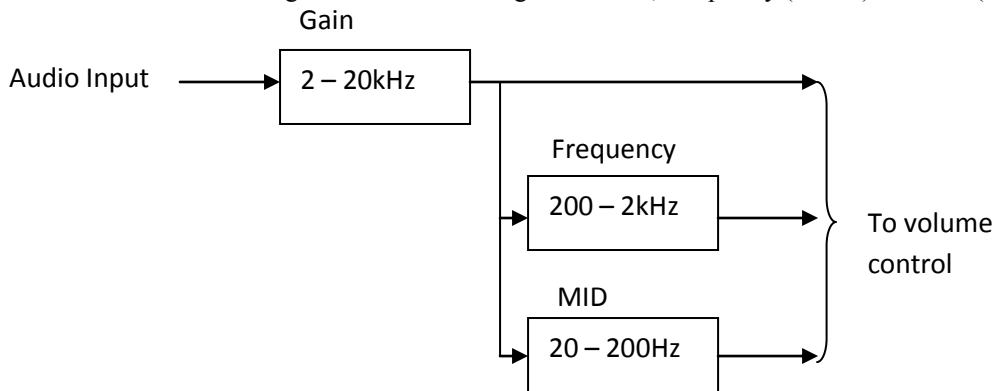 Gain
Audio Input
2 – 20kHz
Frequency
200 – 2kHz
To volume
control
MID
20 – 200Hz